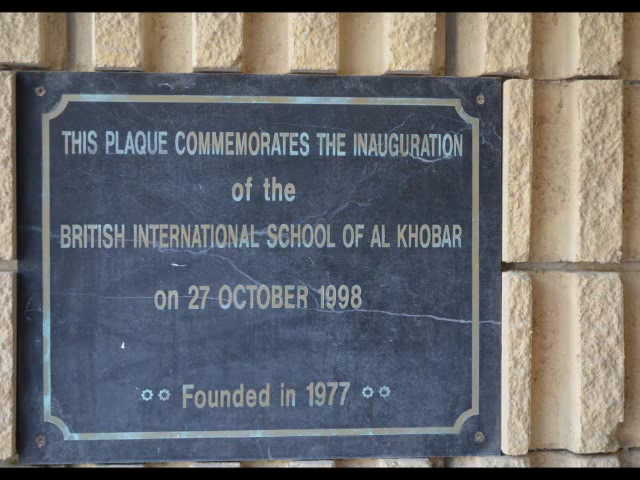 THIS PLAQUE COMMEMORATES THE INAUGURATION
of the
BRITISH INTERNATIONAL SCHOOL OF AL KHOBAR
on 27 OCTOBER 1998
Founded in 1977